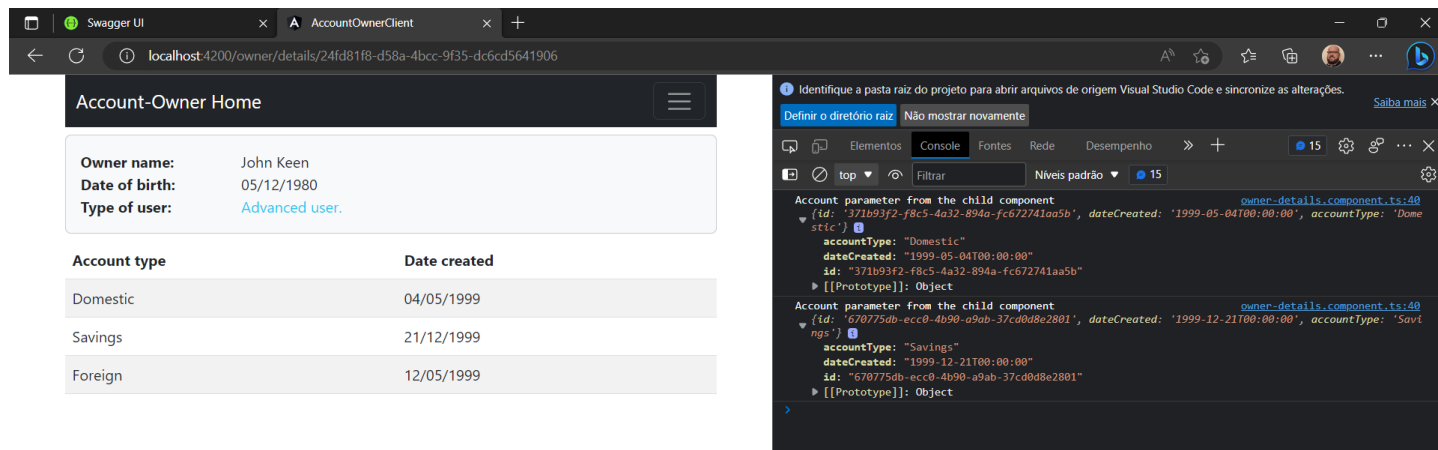 Swagger UI
AccountOwnerClient
localhost:4200/owner/details/24fd81f8-d58a-4bcc-9f35-dc6cd5641906
Account-Owner Home
Owner name: John Keen
Date of birth: 05/12/1980
Type of user: Advanced user.
Account type Date created
Domestic 04/05/1999
Savings 21/12/1999
Foreign 12/05/1999
Identifique a pasta raiz do projeto para abrir arquivos de origem Visual Studio Code e sincronize as alterações.
Saiba mais
Definir o diretório raiz Não mostrar novamente
Elementos Console Fontes Rede Desempenho 15
top Filtrar Níveis padrão 15
Account parameter from the child component owner-details.component.ts:40
{id: '371b93f2-f8c5-4a32-894a-fc672741aa5b', dateCreated: '1999-05-04T00:00:00', accountType: 'Dome
stic'}
accountType: "Domestic"
dateCreated: "1999-05-04T00:00:00"
id: "371b93f2-f8c5-4a32-894a-fc672741aa5b"
[[Prototype]]: Object
Account parameter from the child component owner-details.component.ts:40
{id: '670775db-ecc0-4b90-a9ab-37cd0d8e2801', dateCreated: '1999-12-21T00:00:00', accountType: 'Savi
ngs'}
accountType: "Savings"
dateCreated: "1999-12-21T00:00:00"
id: "670775db-ecc0-4b90-a9ab-37cd0d8e2801"
[[Prototype]]: Object